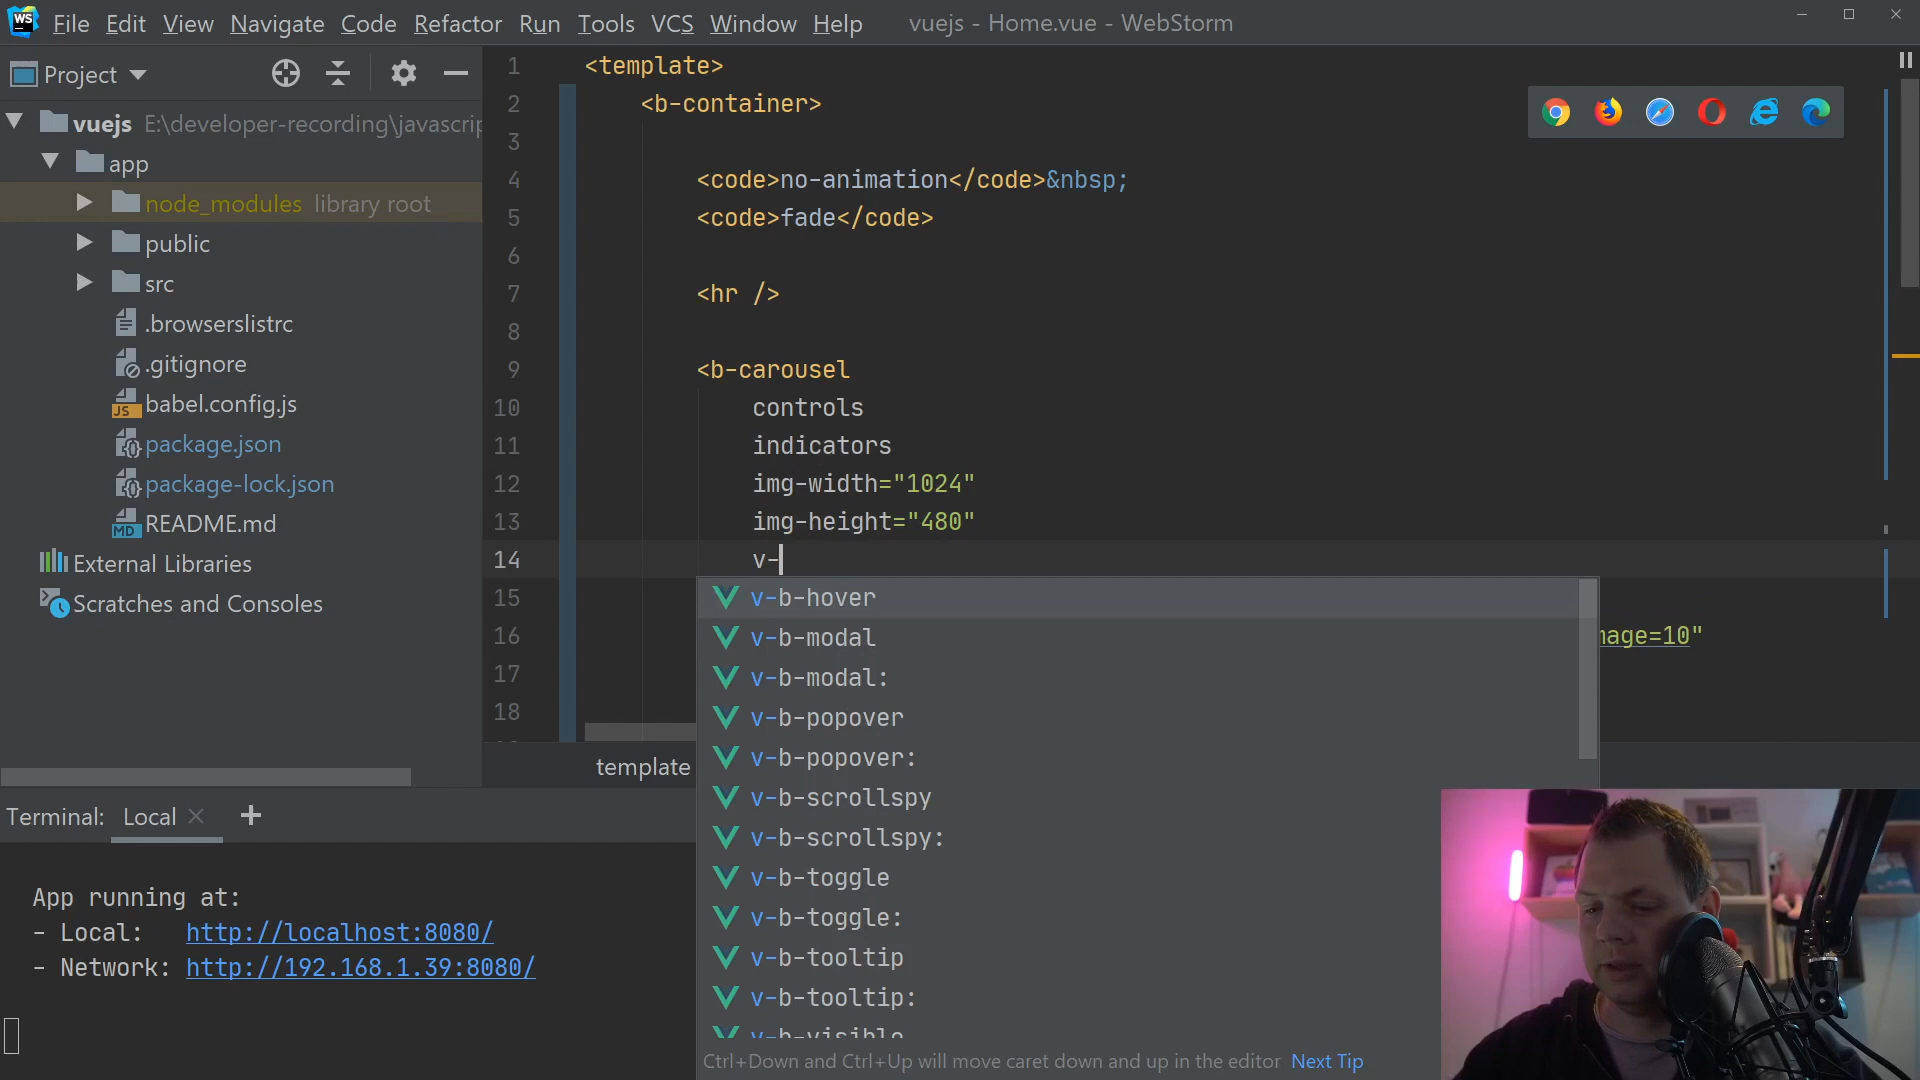 WS File Edit View Navigate Code Refactor Run Tools VCS Window Help vuejs - Home.vue - WebStorm
Project
vuejs E:\developer-recording\javascrip
app
node_modules library root
public
src
.browserslistrc
.gitignore
JS babel.config.js
package.json
package-lock.json
MD README.md
External Libraries
Scratches and Consoles
1 <template>
2 <b-container>
3
4 <code>no-animation</code>&nbsp;
5 <code>fade</code>
6
7 <hr />
8
9 <b-carousel
10 controls
11 indicators
12 img-width="1024"
13 img-height="480"
14 v-
15
16 mage=10"
17
18
v-b-hover
v-b-modal
v-b-modal:
v-b-popover
v-b-popover:
v-b-scrollspy
v-b-scrollspy:
v-b-toggle
v-b-toggle:
v-b-tooltip
v-b-tooltip:
v-b-visible
Ctrl+Down and Ctrl+Up will move caret down and up in the editor Next Tip
template
Terminal: Local
App running at:
- Local: http://localhost:8080/
- Network: http://192.168.1.39:8080/